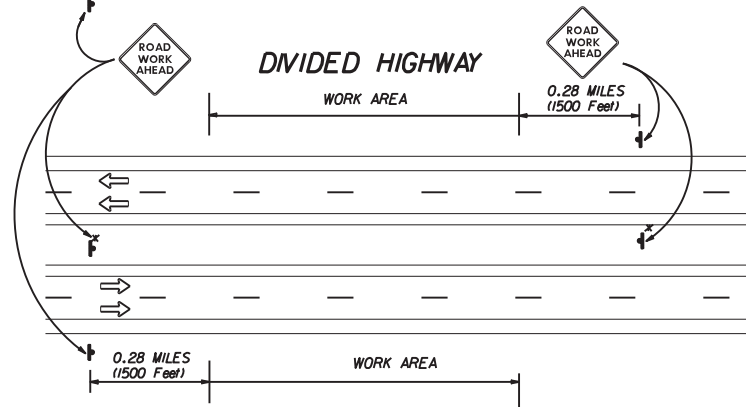 ROAD
WORK
AHEAD
DIVIDED HIGHWAY
ROAD
WORK
AHEAD
WORK AREA
0.28 MILES
(1500 Feet)
x
x
0.28 MILES
(1500 Feet)
WORK AREA